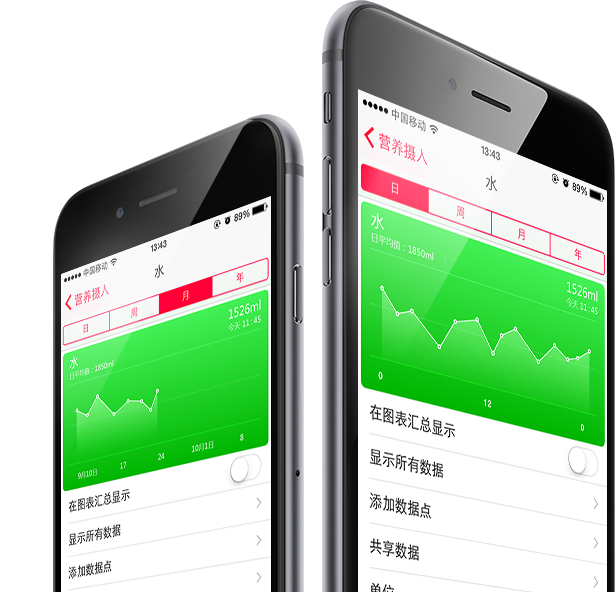 中国移动
13:43
89%
营养摄入
水
日
周
月
年
水
1526ml
日平均值：1850ml
今天 11:45
9月10日
17
24
10月1日
8
在图表汇总显示
显示所有数据
添加数据点
中国移动
13:43
89%
营养摄入
水
日
周
月
年
水
1526ml
日平均值：1850ml
今天 11:45
0
12
0
在图表汇总显示
显示所有数据
添加数据点
共享数据
单位